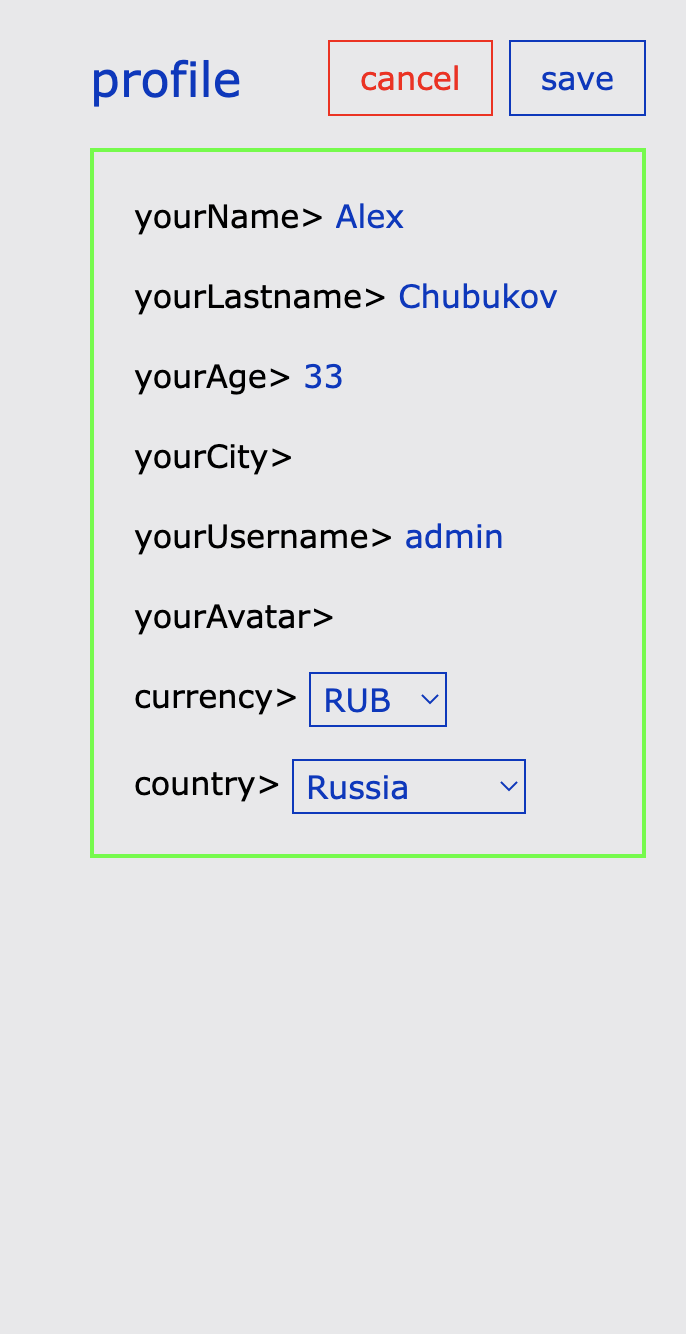 profile cancel save
yourName> Alex
yourLastname> Chubukov
yourAge> 33
yourCity>
yourUsername> admin
yourAvatar>
currency> RUB
country> Russia